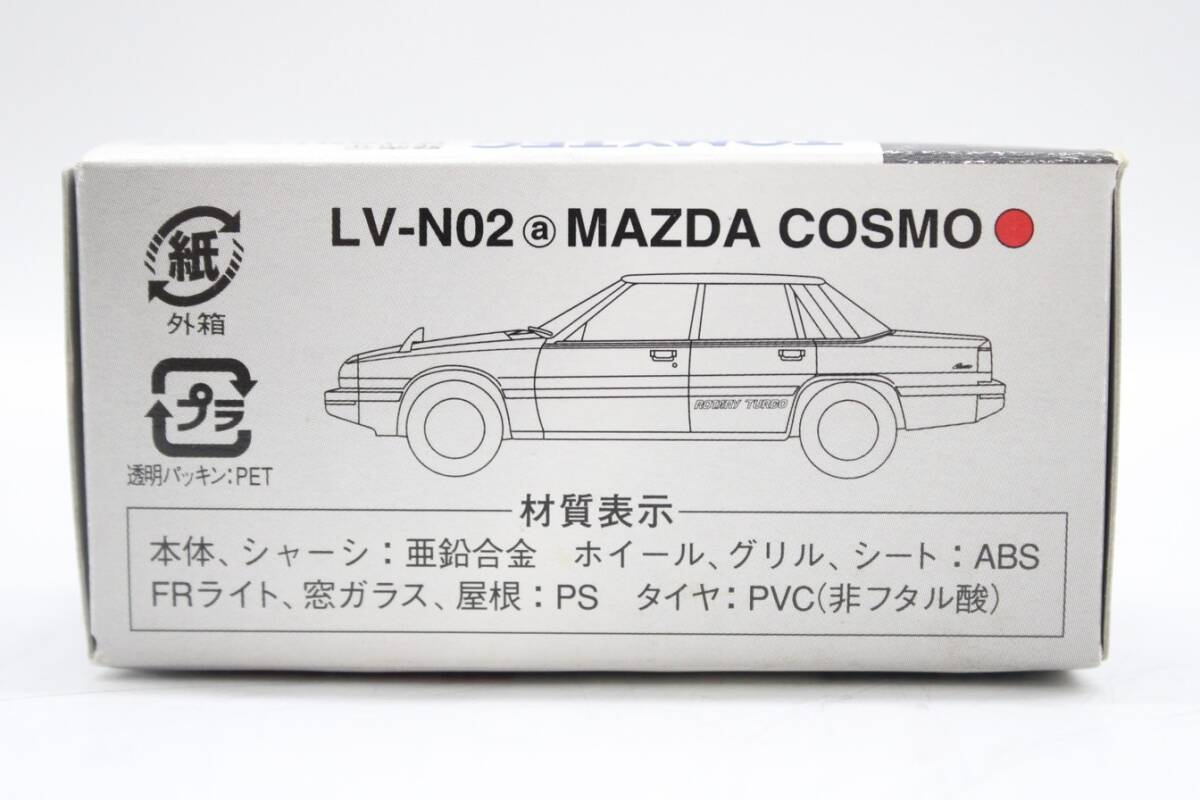 TOMYTEC
LV-N02 ⓐ MAZDA COSMO
紙
外箱
プラ
透明パッキン:PET
ROTARY TURBO
材質表示
本体、シャーシ:亜鉛合金 ホイール、グリル、シート:ABS
FRライト、窓ガラス、屋根:PS タイヤ:PVC(非フタル酸)